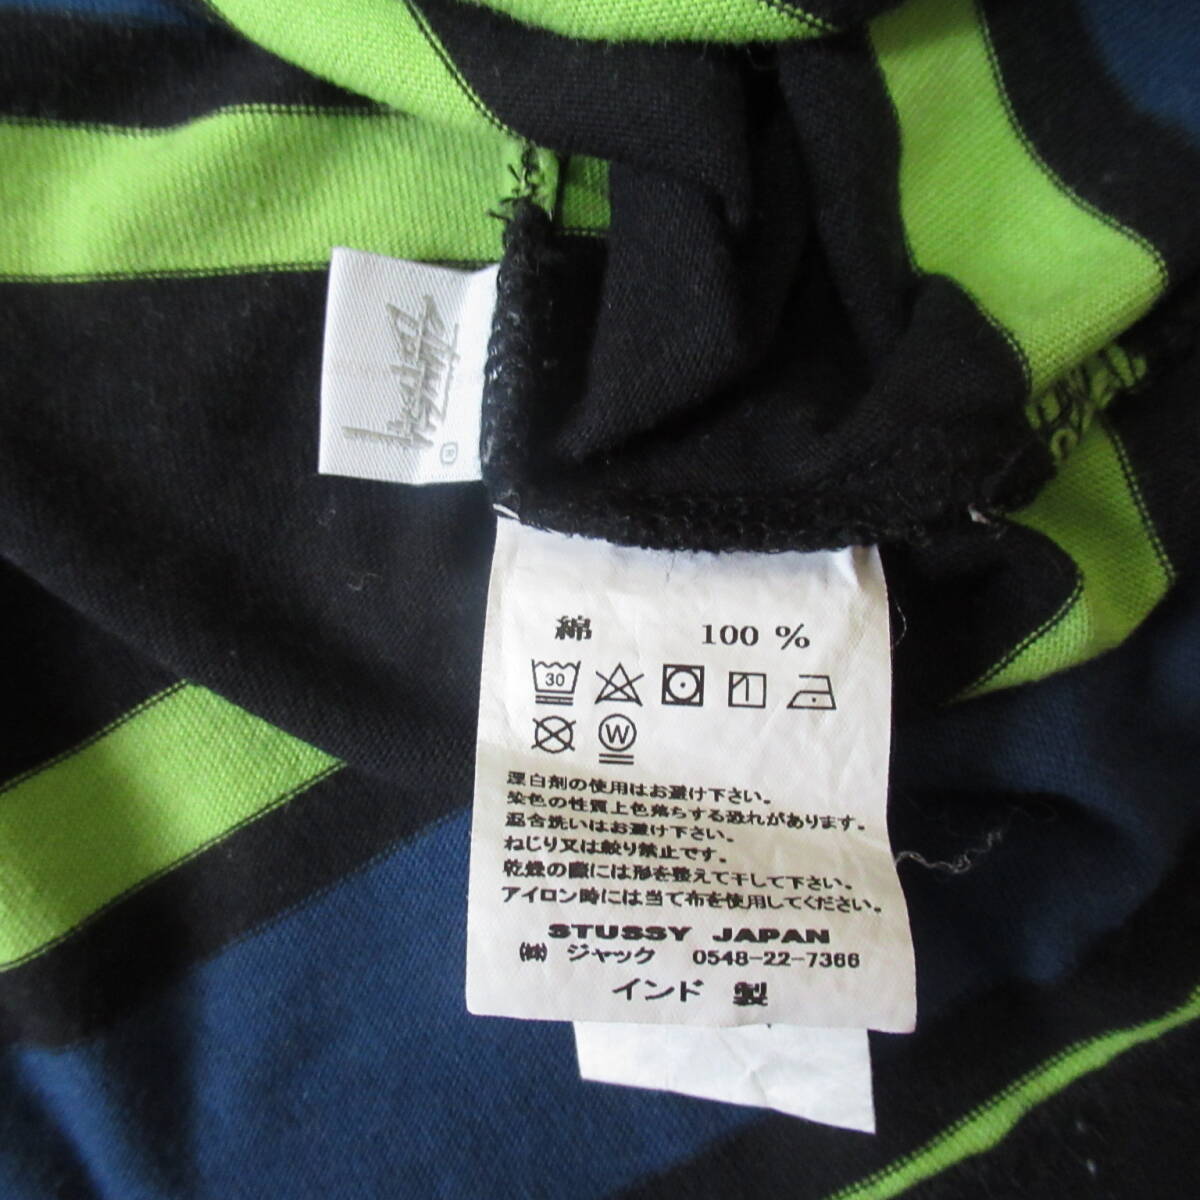 綿 100 %
30
W
漂白剤の使用はお避け下さい。
染色の性質上色落ちする恐れがあります。
混合洗いはお避け下さい。
ねじり又は絞り禁止です。
乾燥の際には形を整えて干して下さい。
アイロン時には当て布を使用してください。
STUSSY JAPAN
㈱ ジャック 0548-22-7366
インド 製